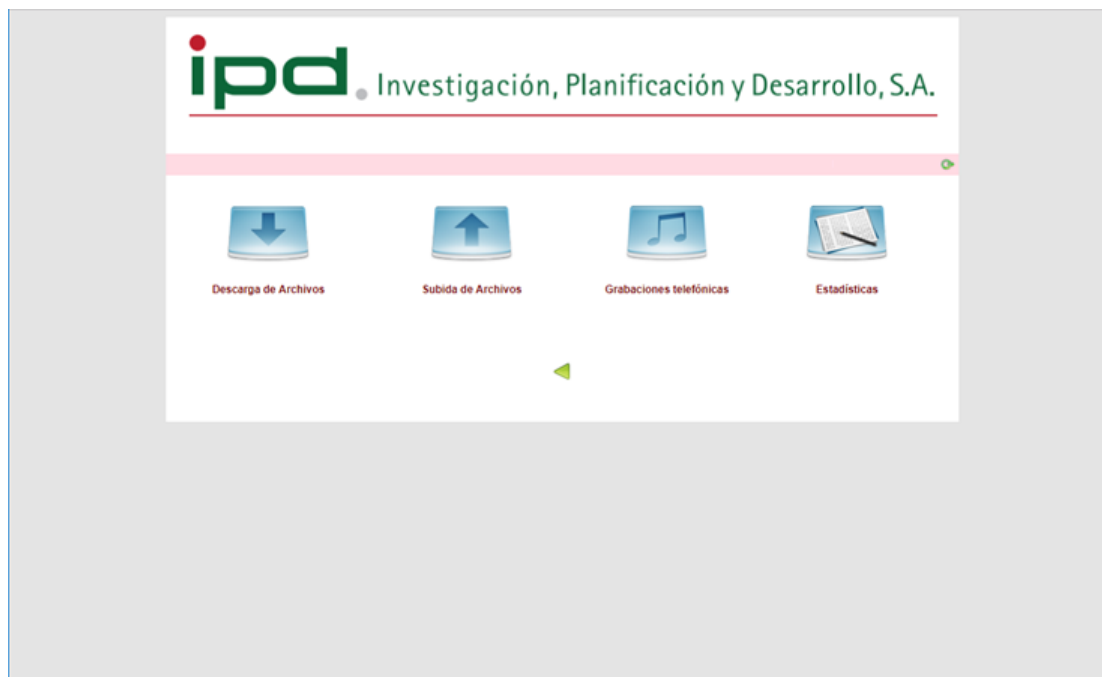 ipd. Investigación, Planificación y Desarrollo, S.A.
Descarga de Archivos
Subida de Archivos
Grabaciones telefónicas
Estadísticas